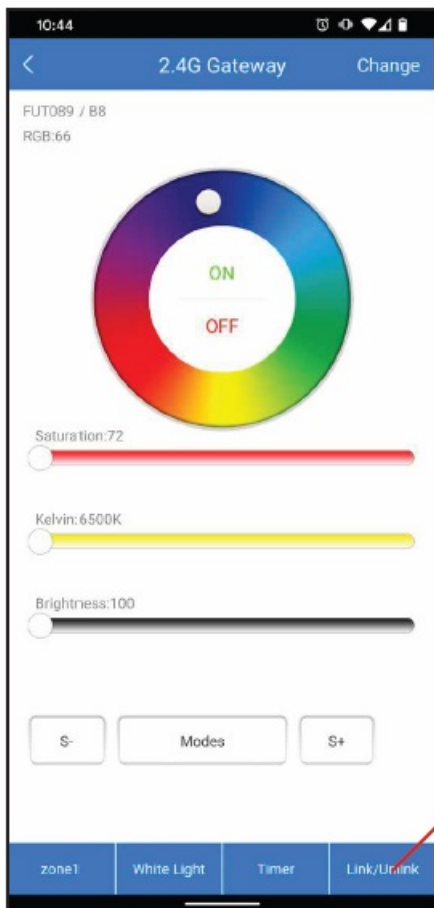 10:44
2.4G Gateway Change
FUT089 / B8
RGB:66
ON
OFF
Saturation:72
Kelvin:6500K
Brightness:100
S- Modes S+
zone1 White Light Timer Link/Unlink